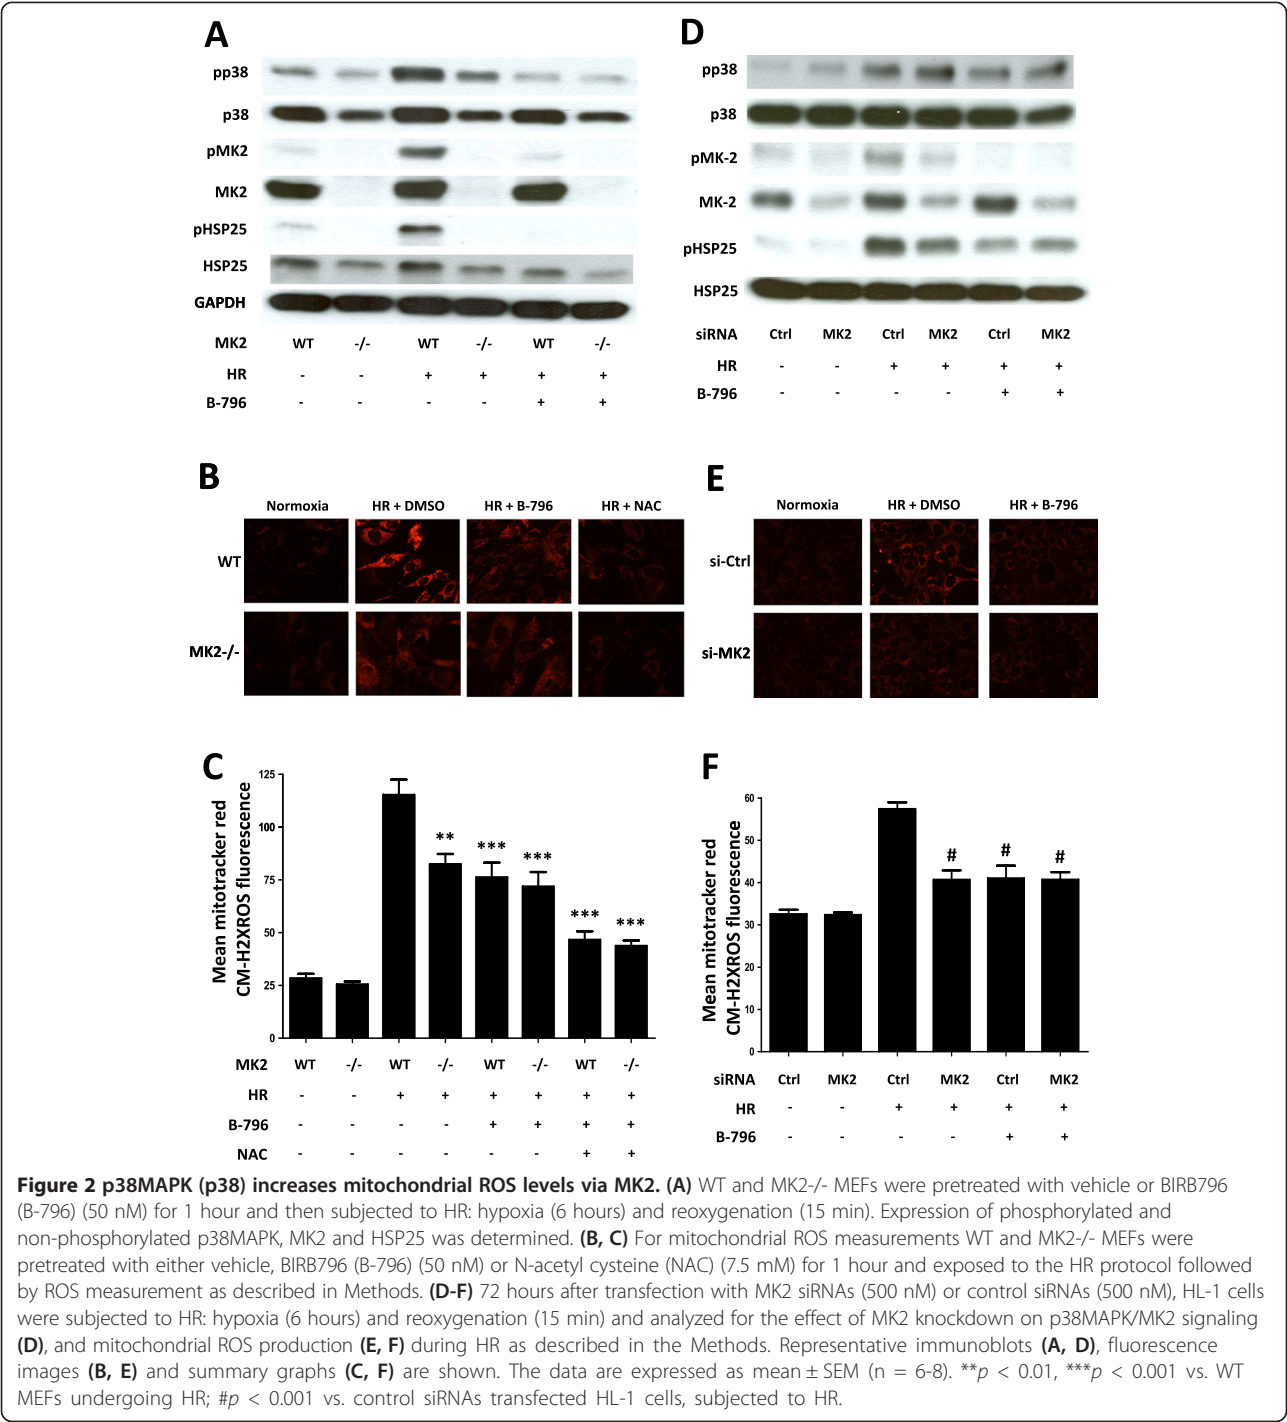 A
pp38
p38
pMK2
MK2
pHSP25
HSP25
GAPDH
MK2 WT -/- WT -/- WT -/-
HR - - + + + +
B-796 - - - - + +
D
pp38
p38
pMK-2
MK-2
pHSP25
HSP25
siRNA Ctrl MK2 Ctrl MK2 Ctrl MK2
HR - - + + + +
B-796 - - - - + +
B
Normoxia HR + DMSO HR + B-796 HR + NAC
WT
MK2-/-
E
Normoxia HR + DMSO HR + B-796
si-Ctrl
si-MK2
C
Mean mitotracker red
CM-H2XROS fluorescence
125
100
75
50
25
0
** *** *** *** ***
MK2 WT -/- WT -/- WT -/- WT -/-
HR - - + + + + + +
B-796 - - - - + + + +
NAC - - - - - - + +
F
Mean mitotracker red
CM-H2XROS fluorescence
60
50
40
30
20
10
0
# # #
siRNA Ctrl MK2 Ctrl MK2 Ctrl MK2
HR - - + + + +
B-796 - - - - + +
Figure 2 p38MAPK (p38) increases mitochondrial ROS levels via MK2. (A) WT and MK2-/- MEFs were pretreated with vehicle or BIRB796
(B-796) (50 nM) for 1 hour and then subjected to HR: hypoxia (6 hours) and reoxygenation (15 min). Expression of phosphorylated and
non-phosphorylated p38MAPK, MK2 and HSP25 was determined. (B, C) For mitochondrial ROS measurements WT and MK2-/- MEFs were
pretreated with either vehicle, BIRB796 (B-796) (50 nM) or N-acetyl cysteine (NAC) (7.5 mM) for 1 hour and exposed to the HR protocol followed
by ROS measurement as described in Methods. (D-F) 72 hours after transfection with MK2 siRNAs (500 nM) or control siRNAs (500 nM), HL-1 cells
were subjected to HR: hypoxia (6 hours) and reoxygenation (15 min) and analyzed for the effect of MK2 knockdown on p38MAPK/MK2 signaling
(D), and mitochondrial ROS production (E, F) during HR as described in the Methods. Representative immunoblots (A, D), fluorescence
images (B, E) and summary graphs (C, F) are shown. The data are expressed as mean ± SEM (n = 6-8). **p < 0.01, ***p < 0.001 vs. WT
MEFs undergoing HR; #p < 0.001 vs. control siRNAs transfected HL-1 cells, subjected to HR.